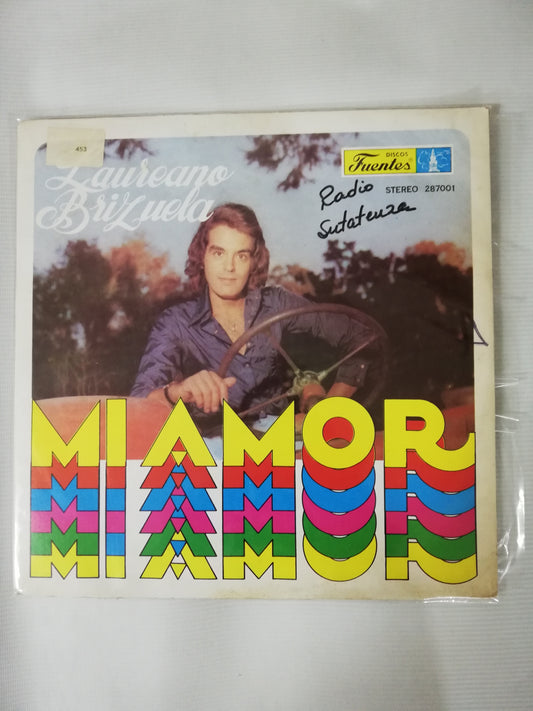 453
Laureano
Brizuela
DISCOS
Fuentes
STEREO 287001
Radio
Sutatenza
MI AMOR
MI AMOR
MI AMOR
MI AMOR
MI AMOR
MI AMOR